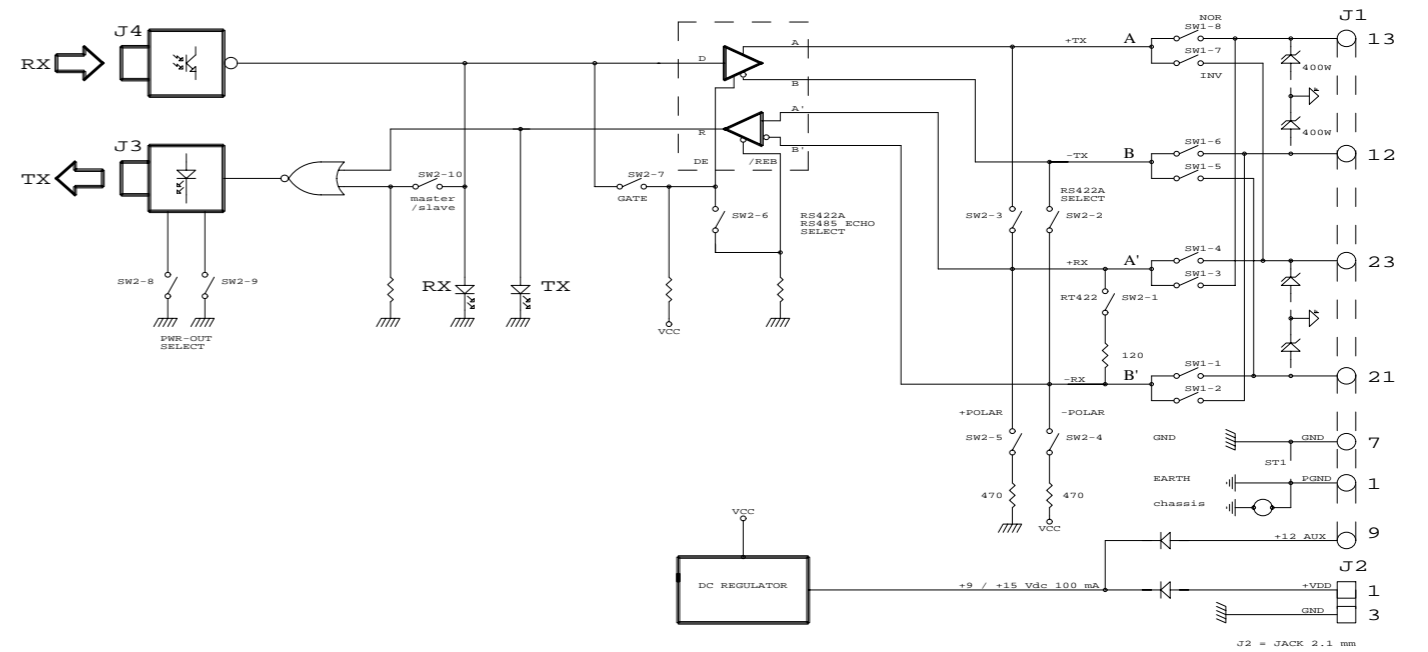 J4
RX
J3
TX
SW2-8
SW2-9
PWR-OUT
SELECT
SW2-10
master
/slave
RX
TX
SW2-7
GATE
VCC
D
R
DE
/REB
A
B
A'
B'
SW2-6
RS422A
RS485 ECHO
SELECT
+TX
A
-TX
B
RS422A
SELECT
SW2-3
SW2-2
+RX
A'
RT422
SW2-1
120
-RX
B'
+POLAR
-POLAR
SW2-5
SW2-4
470
470
VCC
NOR
SW1-8
SW1-7
INV
SW1-6
SW1-5
SW1-4
SW1-3
SW1-1
SW1-2
400W
400W
J1
13
12
23
21
GND
GND
7
ST1
EARTH
PGND
1
chassis
+12 AUX
9
VCC
DC REGULATOR
+9 / +15 Vdc 100 mA
J2
+VDD
1
GND
3
J2 = JACK 2.1 mm